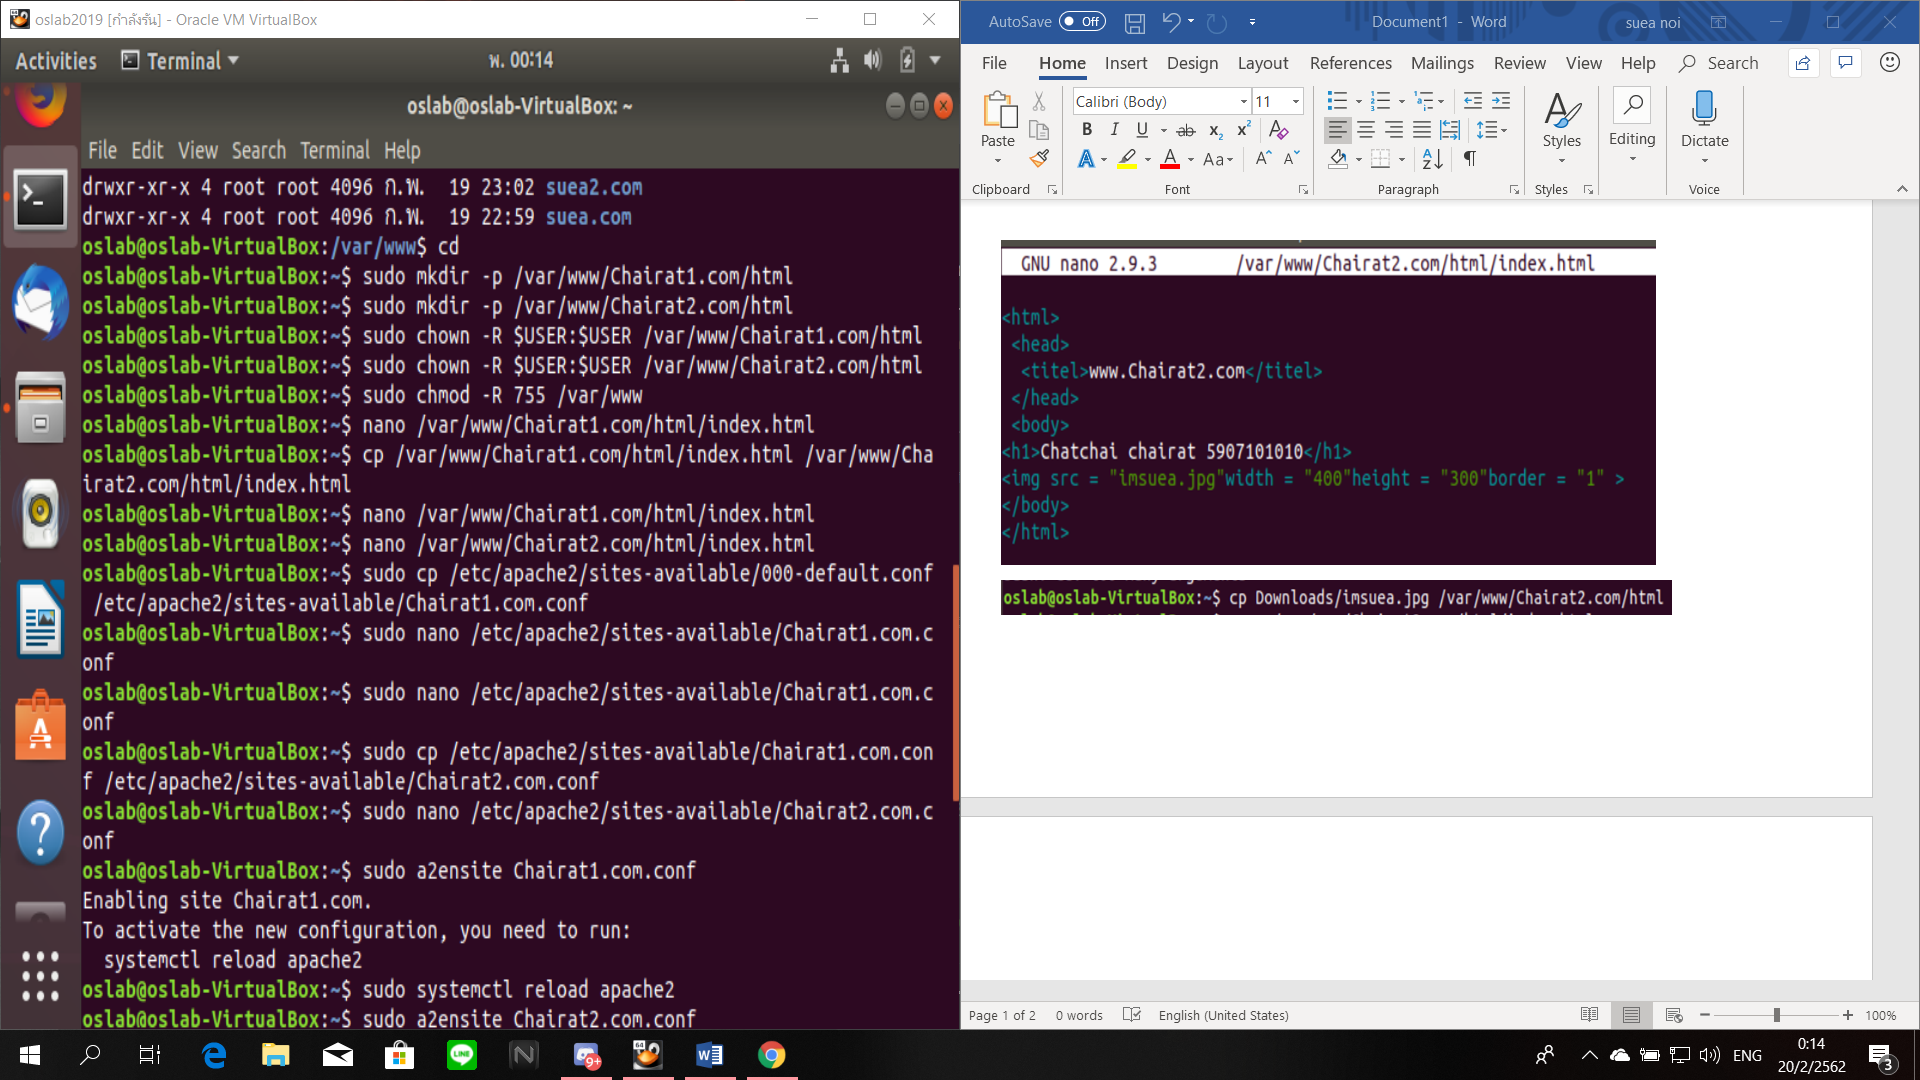 oslab2019 [กำลังรัน] - Oracle VM VirtualBox
Activities Terminal พ. 00:14
oslab@oslab-VirtualBox: ~
File Edit View Search Terminal Help
drwxr-xr-x 4 root root 4096 ก.พ.  19 23:02 suea2.com
drwxr-xr-x 4 root root 4096 ก.พ.  19 22:59 suea.com
oslab@oslab-VirtualBox:/var/www$ cd
oslab@oslab-VirtualBox:~$ sudo mkdir -p /var/www/Chairat1.com/html
oslab@oslab-VirtualBox:~$ sudo mkdir -p /var/www/Chairat2.com/html
oslab@oslab-VirtualBox:~$ sudo chown -R $USER:$USER /var/www/Chairat1.com/html
oslab@oslab-VirtualBox:~$ sudo chown -R $USER:$USER /var/www/Chairat2.com/html
oslab@oslab-VirtualBox:~$ sudo chmod -R 755 /var/www
oslab@oslab-VirtualBox:~$ nano /var/www/Chairat1.com/html/index.html
oslab@oslab-VirtualBox:~$ cp /var/www/Chairat1.com/html/index.html /var/www/Cha
irat2.com/html/index.html
oslab@oslab-VirtualBox:~$ nano /var/www/Chairat1.com/html/index.html
oslab@oslab-VirtualBox:~$ nano /var/www/Chairat2.com/html/index.html
oslab@oslab-VirtualBox:~$ sudo cp /etc/apache2/sites-available/000-default.conf
 /etc/apache2/sites-available/Chairat1.com.conf
oslab@oslab-VirtualBox:~$ sudo nano /etc/apache2/sites-available/Chairat1.com.c
onf
oslab@oslab-VirtualBox:~$ sudo nano /etc/apache2/sites-available/Chairat1.com.c
onf
oslab@oslab-VirtualBox:~$ sudo cp /etc/apache2/sites-available/Chairat1.com.con
f /etc/apache2/sites-available/Chairat2.com.conf
oslab@oslab-VirtualBox:~$ sudo nano /etc/apache2/sites-available/Chairat2.com.c
onf
oslab@oslab-VirtualBox:~$ sudo a2ensite Chairat1.com.conf
Enabling site Chairat1.com.
To activate the new configuration, you need to run:
  systemctl reload apache2
oslab@oslab-VirtualBox:~$ sudo systemctl reload apache2
oslab@oslab-VirtualBox:~$ sudo a2ensite Chairat2.com.conf
AutoSave Off Document1 - Word suea noi
File Home Insert Design Layout References Mailings Review View Help Search
Paste Calibri (Body) 11 Styles Editing Dictate
Clipboard Font Paragraph Styles Voice
GNU nano 2.9.3 /var/www/Chairat2.com/html/index.html
<html>
 <head>
  <titel>www.Chairat2.com</titel>
 </head>
 <body>
<h1>Chatchai chairat 5907101010</h1>
<img src = "imsuea.jpg"width = "400"height = "300"border = "1" >
</body>
</html>
oslab@oslab-VirtualBox:~$ cp Downloads/imsuea.jpg /var/www/Chairat2.com/html
Page 1 of 2 0 words English (United States) 100%
64 9+ ENG 0:14
20/2/2562 3